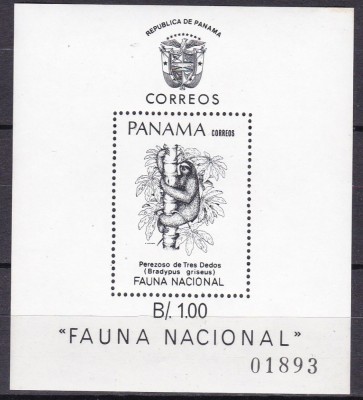 REPUBLICA DE PANAMA
CORREOS
PANAMA CORREOS
Perezoso de Tres Dedos
(Bradypus griseus)
FAUNA NACIONAL
B/. 1.00
"FAUNA NACIONAL"
01893